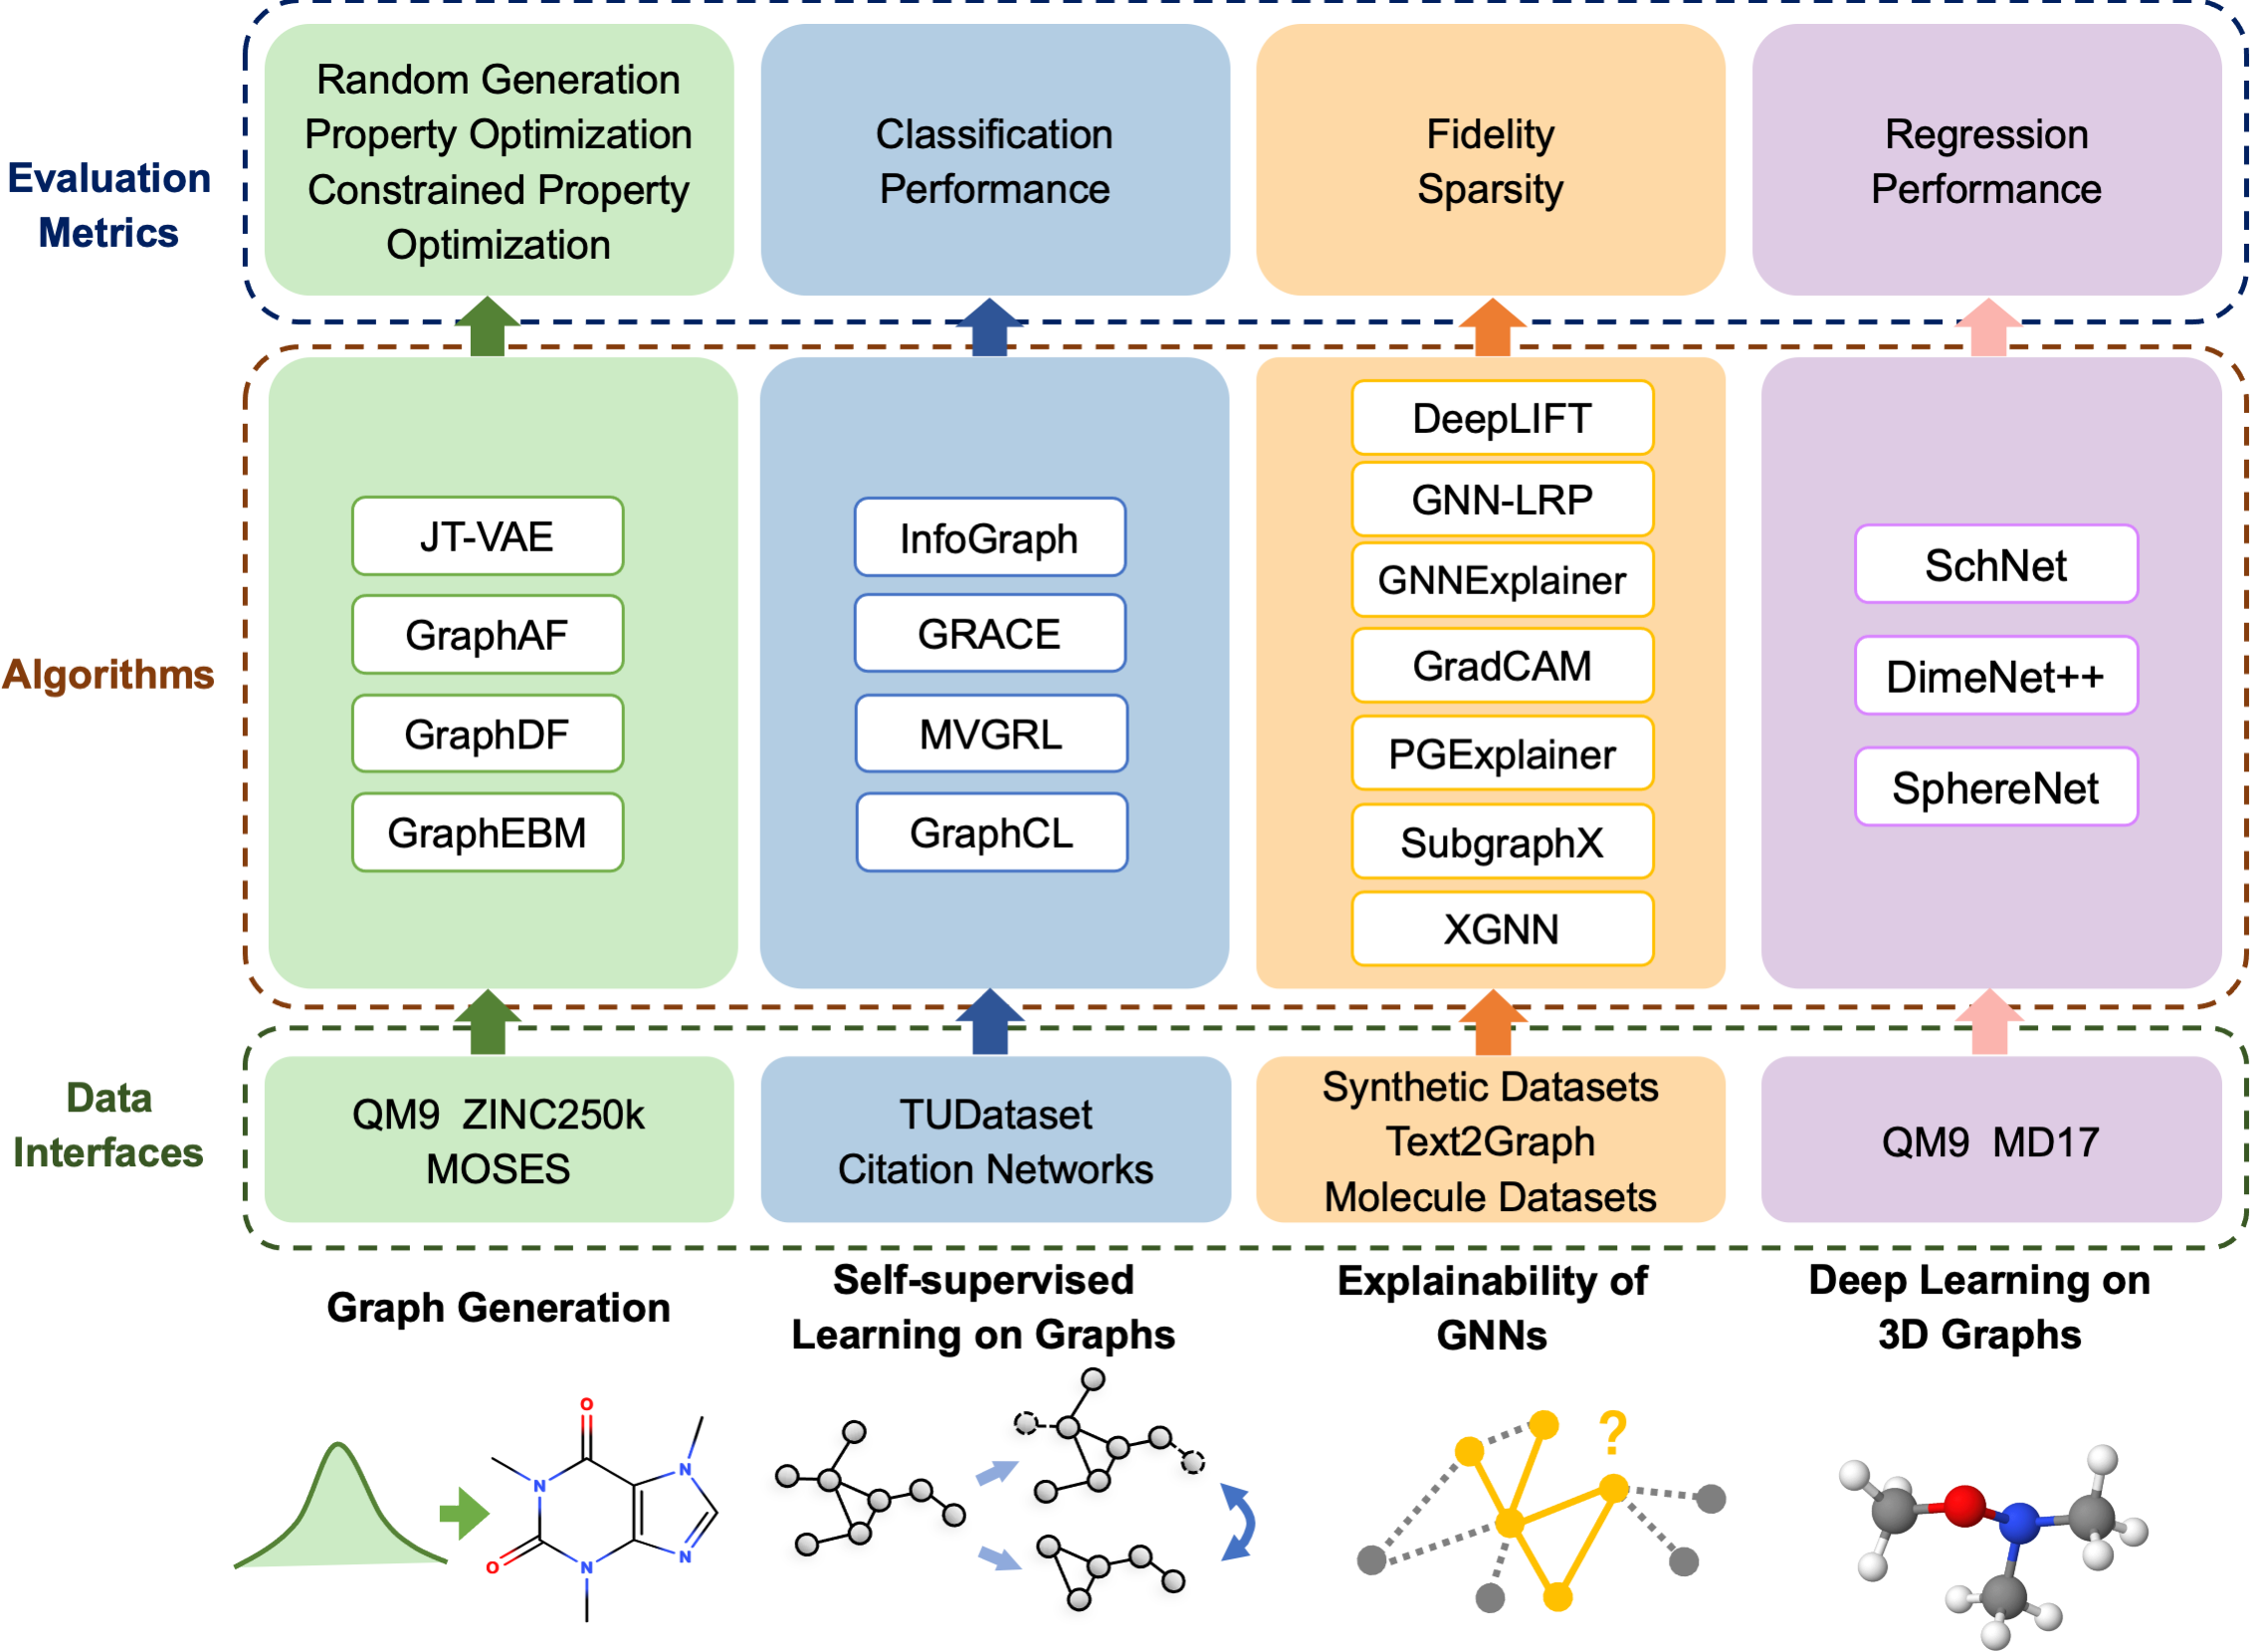 Evaluation
Metrics
Random Generation
Property Optimization
Constrained Property
Optimization
Classification
Performance
Fidelity
Sparsity
Regression
Performance
Algorithms
JT-VAE
GraphAF
GraphDF
GraphEBM
InfoGraph
GRACE
MVGRL
GraphCL
DeepLIFT
GNN-LRP
GNNExplainer
GradCAM
PGExplainer
SubgraphX
XGNN
SchNet
DimeNet++
SphereNet
Data
Interfaces
QM9 ZINC250k
MOSES
TUDataset
Citation Networks
Synthetic Datasets
Text2Graph
Molecule Datasets
QM9 MD17
Graph Generation
Self-supervised
Learning on Graphs
Explainability of
GNNs
Deep Learning on
3D Graphs
O
N
N
O
N
N
?